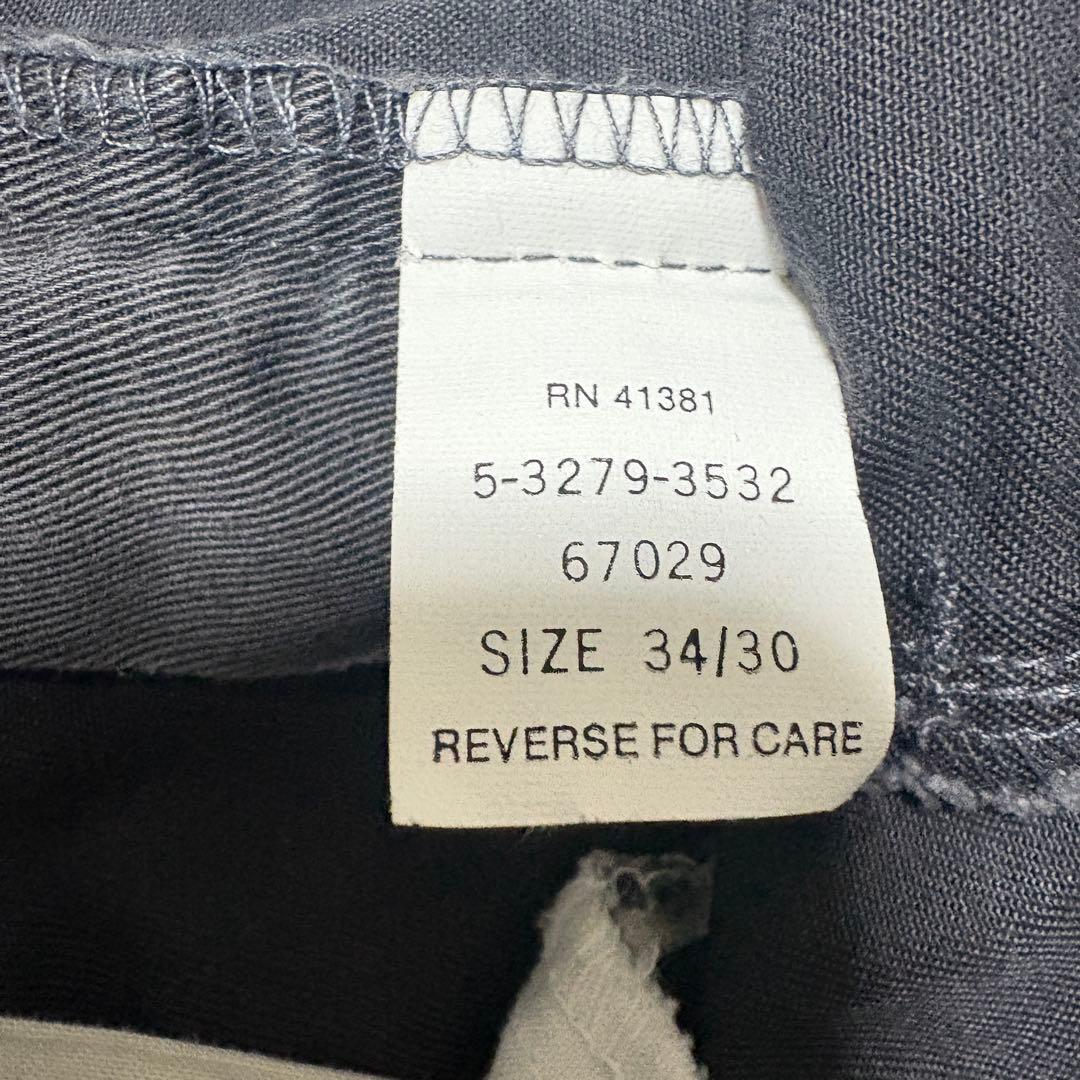 RN 41381
5-3279-3532
67029
SIZE 34/30
REVERSE FOR CARE